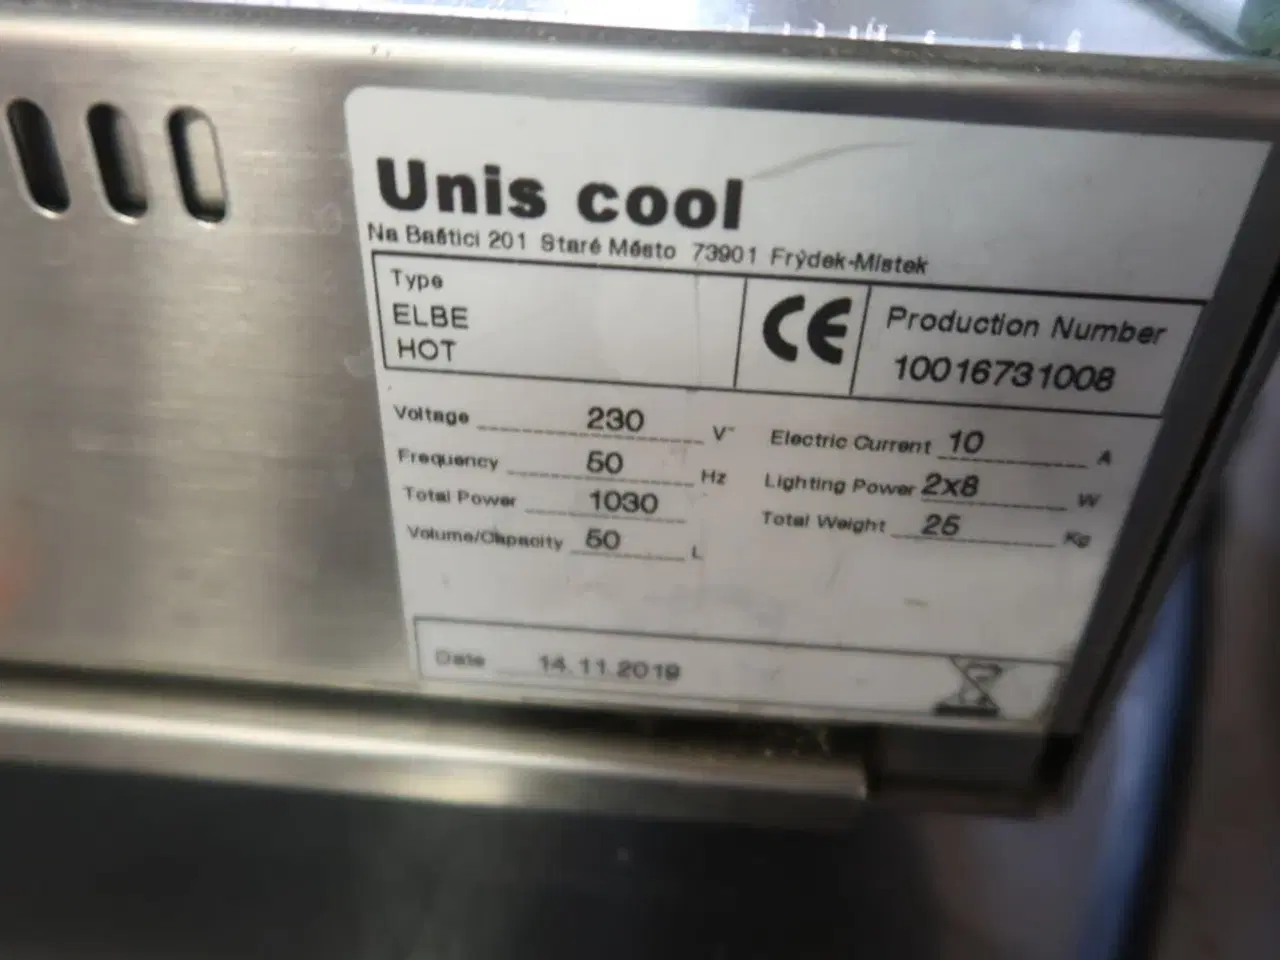 Unis cool
Na Baštici 201 Staré Město 73901 Frýdek-Místek
Type
ELBE
HOT
CE
Production Number
10016731008
Voltage 230 V~
Electric Current 10 A
Frequency 50 Hz
Lighting Power 2x8 W
Total Power 1030
Total Weight 25 Kg
Volume/Capacity 50 L
Date 14.11.2019